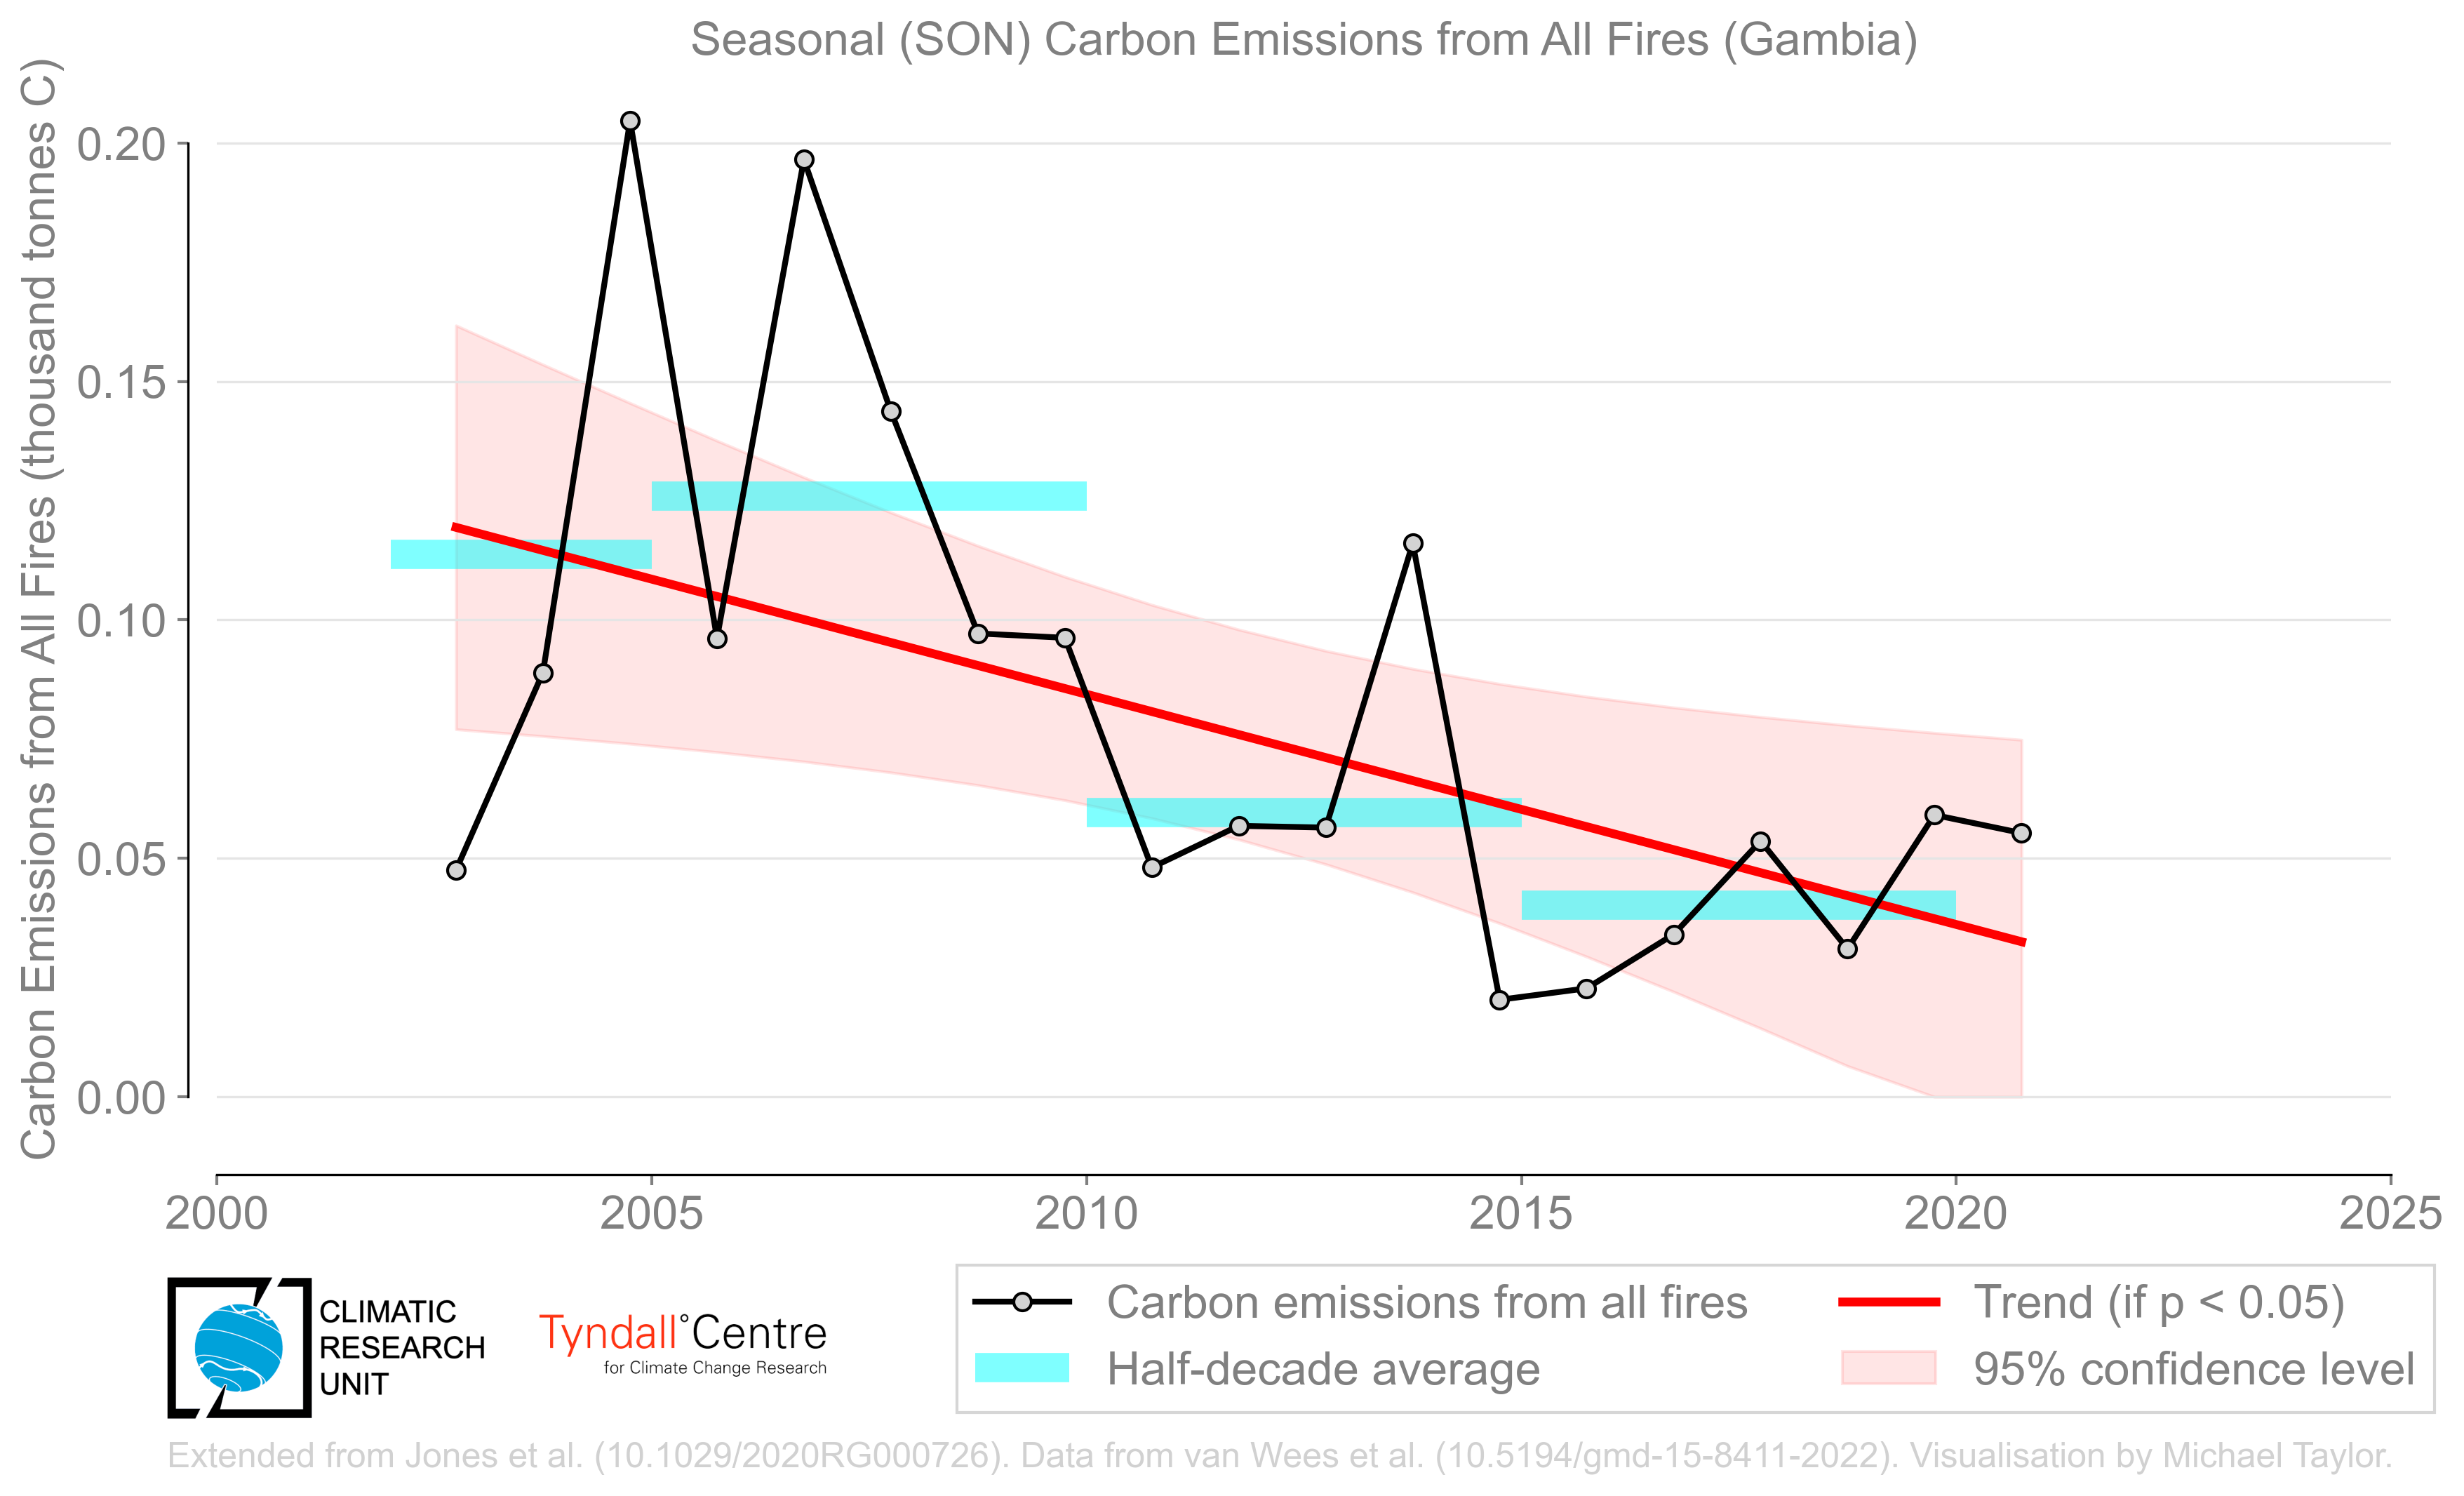 Seasonal (SON) Carbon Emissions from All Fires (Gambia)
Carbon Emissions from All Fires (thousand tonnes C)
0.20
0.15
0.10
0.05
0.00
2000 2005 2010 2015 2020 2025
CLIMATIC
RESEARCH
UNIT
Tyndall°Centre
for Climate Change Research
Carbon emissions from all fires
Half-decade average
Trend (if p < 0.05)
95% confidence level
Extended from Jones et al. (10.1029/2020RG000726). Data from van Wees et al. (10.5194/gmd-15-8411-2022). Visualisation by Michael Taylor.